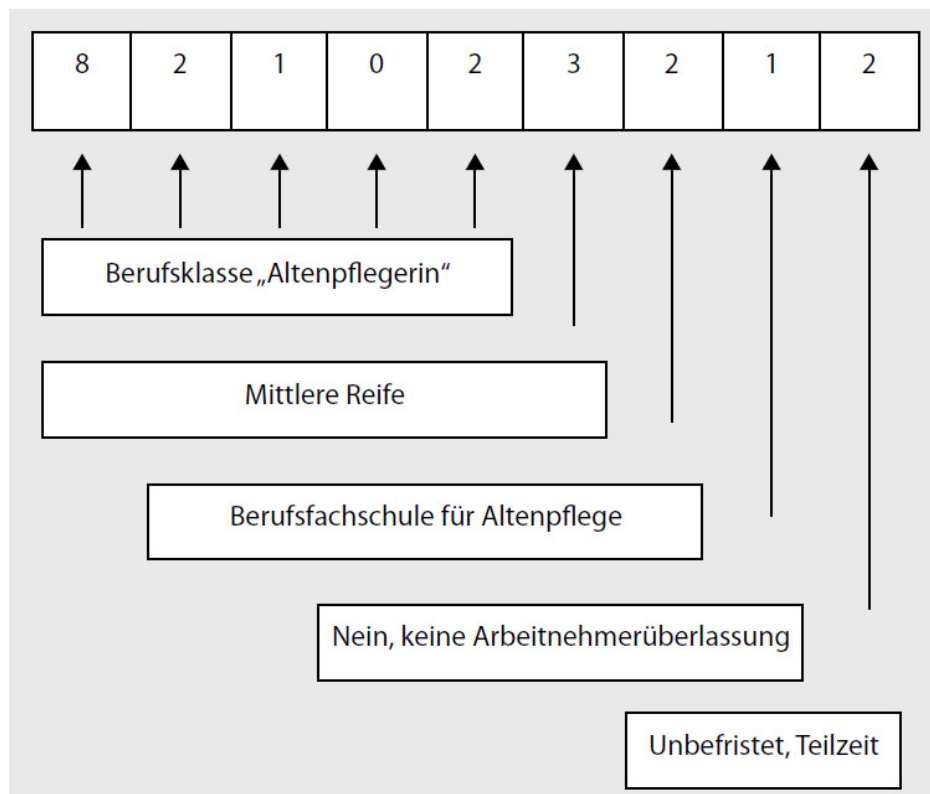 8 2 1 0 2 3 2 1 2
Berufsklasse „Altenpflegerin“
Mittlere Reife
Berufsfachschule für Altenpflege
Nein, keine Arbeitnehmerüberlassung
Unbefristet, Teilzeit